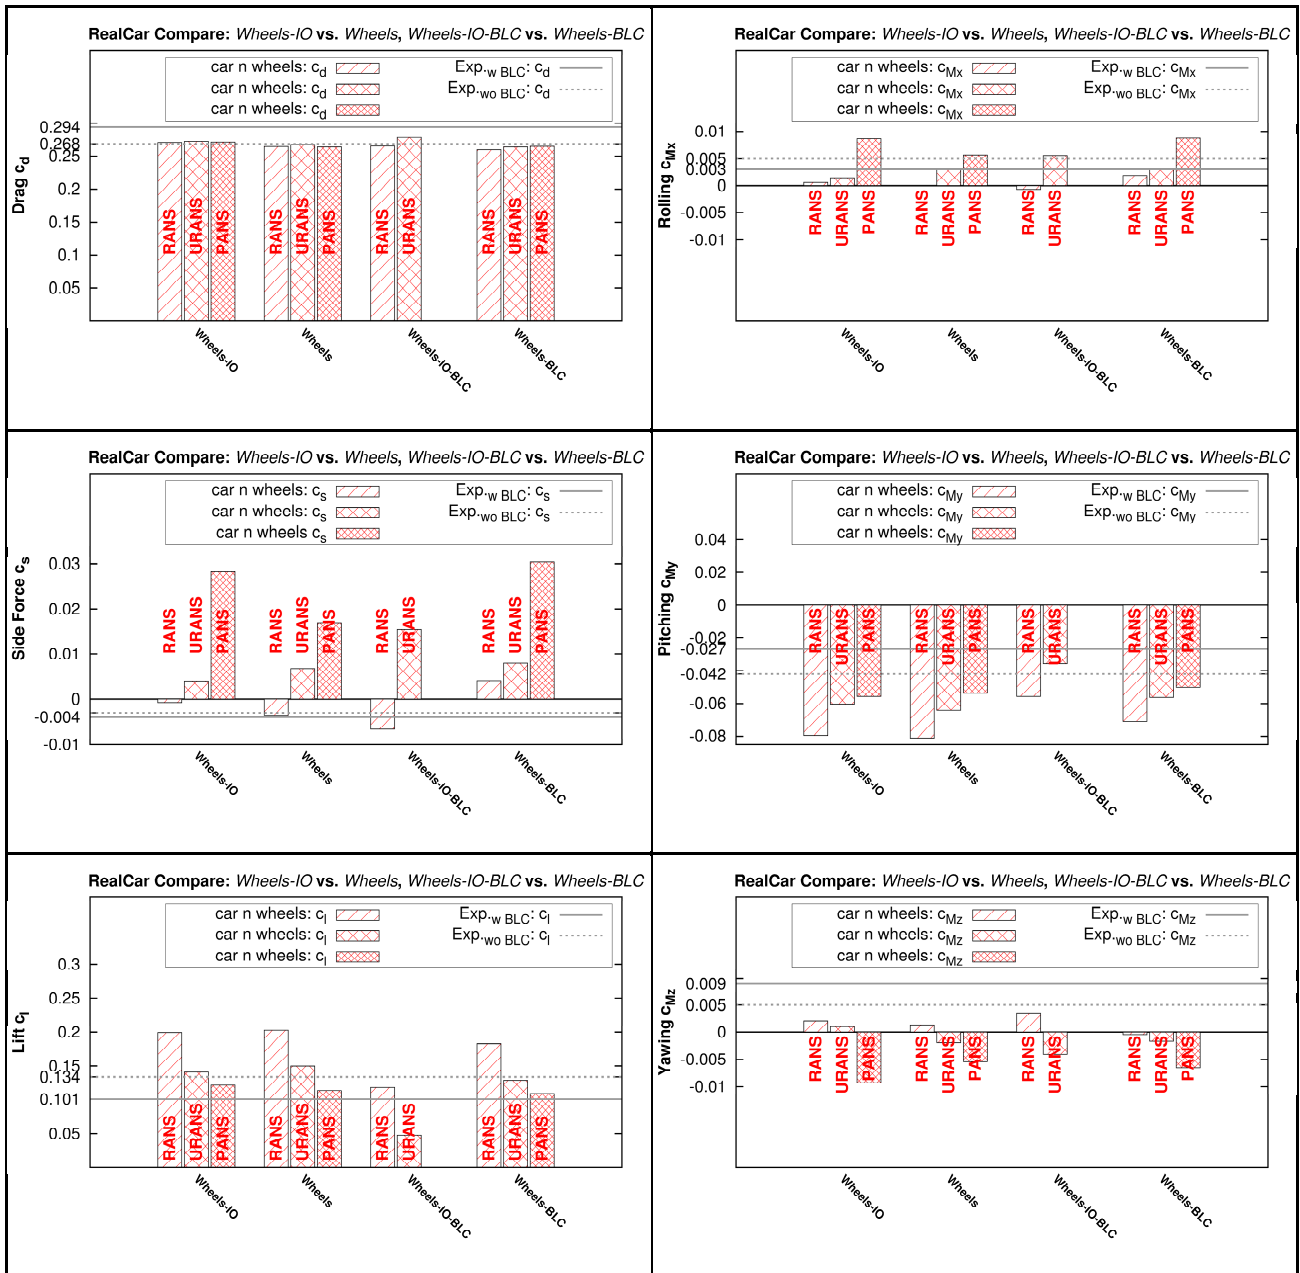 RealCar Compare: Wheels-IO vs. Wheels, Wheels-IO-BLC vs. Wheels-BLC
car n wheels: cd
car n wheels: cd
car n wheels: cd
Exp.w BLC: cd
Exp.wo BLC: cd
Drag cd
0.294
0.268
0.25
0.2
0.15
0.1
0.05
RANS
URANS
PANS
RANS
URANS
PANS
RANS
URANS
RANS
URANS
PANS
Wheels-IO
Wheels
Wheels-IO-BLC
Wheels-BLC
RealCar Compare: Wheels-IO vs. Wheels, Wheels-IO-BLC vs. Wheels-BLC
car n wheels: cMx
car n wheels: cMx
car n wheels: cMx
Exp.w BLC: cMx
Exp.wo BLC: cMx
Rolling cMx
0.01
0.005
0.003
0
-0.005
-0.01
RANS
URANS
PANS
RANS
URANS
PANS
RANS
URANS
RANS
URANS
PANS
Wheels-IO
Wheels
Wheels-IO-BLC
Wheels-BLC
RealCar Compare: Wheels-IO vs. Wheels, Wheels-IO-BLC vs. Wheels-BLC
car n wheels: cs
car n wheels: cs
car n wheels cs
Exp.w BLC: cs
Exp.wo BLC: cs
Side Force cs
0.03
0.02
0.01
0
-0.004
-0.01
RANS
URANS
PANS
RANS
URANS
PANS
RANS
URANS
RANS
URANS
PANS
Wheels-IO
Wheels
Wheels-IO-BLC
Wheels-BLC
RealCar Compare: Wheels-IO vs. Wheels, Wheels-IO-BLC vs. Wheels-BLC
car n wheels: cMy
car n wheels: cMy
car n wheels: cMy
Exp.w BLC: cMy
Exp.wo BLC: cMy
Pitching cMy
0.04
0.02
0
-0.02
-0.027
-0.042
-0.06
-0.08
RANS
URANS
PANS
RANS
URANS
PANS
RANS
URANS
RANS
URANS
PANS
Wheels-IO
Wheels
Wheels-IO-BLC
Wheels-BLC
RealCar Compare: Wheels-IO vs. Wheels, Wheels-IO-BLC vs. Wheels-BLC
car n wheels: cl
car n wheels: cl
car n wheels: cl
Exp.w BLC: cl
Exp.wo BLC: cl
Lift cl
0.3
0.25
0.2
0.15
0.134
0.101
0.05
RANS
URANS
PANS
RANS
URANS
PANS
RANS
URANS
RANS
URANS
PANS
Wheels-IO
Wheels
Wheels-IO-BLC
Wheels-BLC
RealCar Compare: Wheels-IO vs. Wheels, Wheels-IO-BLC vs. Wheels-BLC
car n wheels: cMz
car n wheels: cMz
car n wheels: cMz
Exp.w BLC: cMz
Exp.wo BLC: cMz
Yawing cMz
0.009
0.005
0
-0.005
-0.01
RANS
URANS
PANS
RANS
URANS
PANS
RANS
URANS
RANS
URANS
PANS
Wheels-IO
Wheels
Wheels-IO-BLC
Wheels-BLC